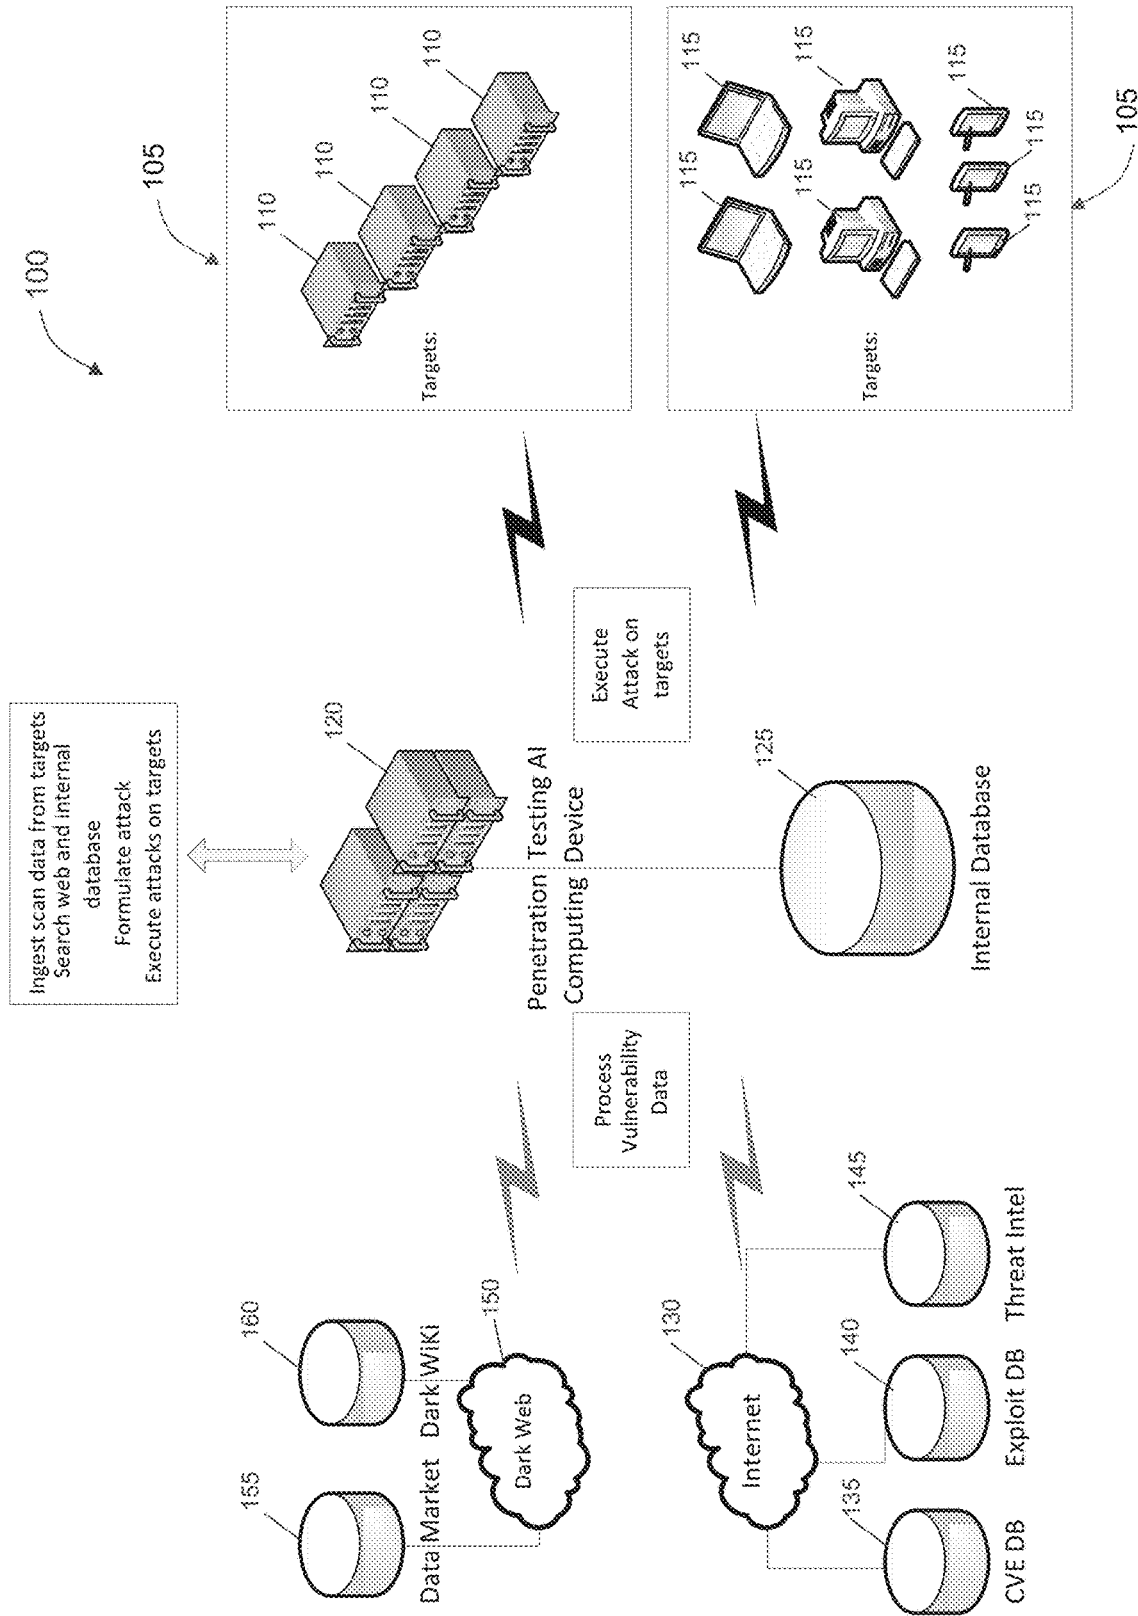 100
Ingest scan data from targets
Search web and internal
database
Formulate attack
Execute attacks on targets
105
155
160
Data Market
Dark WiKi
150
Dark Web
120
Penetration Testing AI
Computing Device
110
110
110
110
Targets:
Process
Vulnerability
Data
Execute
Attack on
targets
130
Internet
125
Internal Database
115
115
115
115
115
115
115
Targets:
135
140
145
CVE DB
Exploit DB
Threat Intel
105